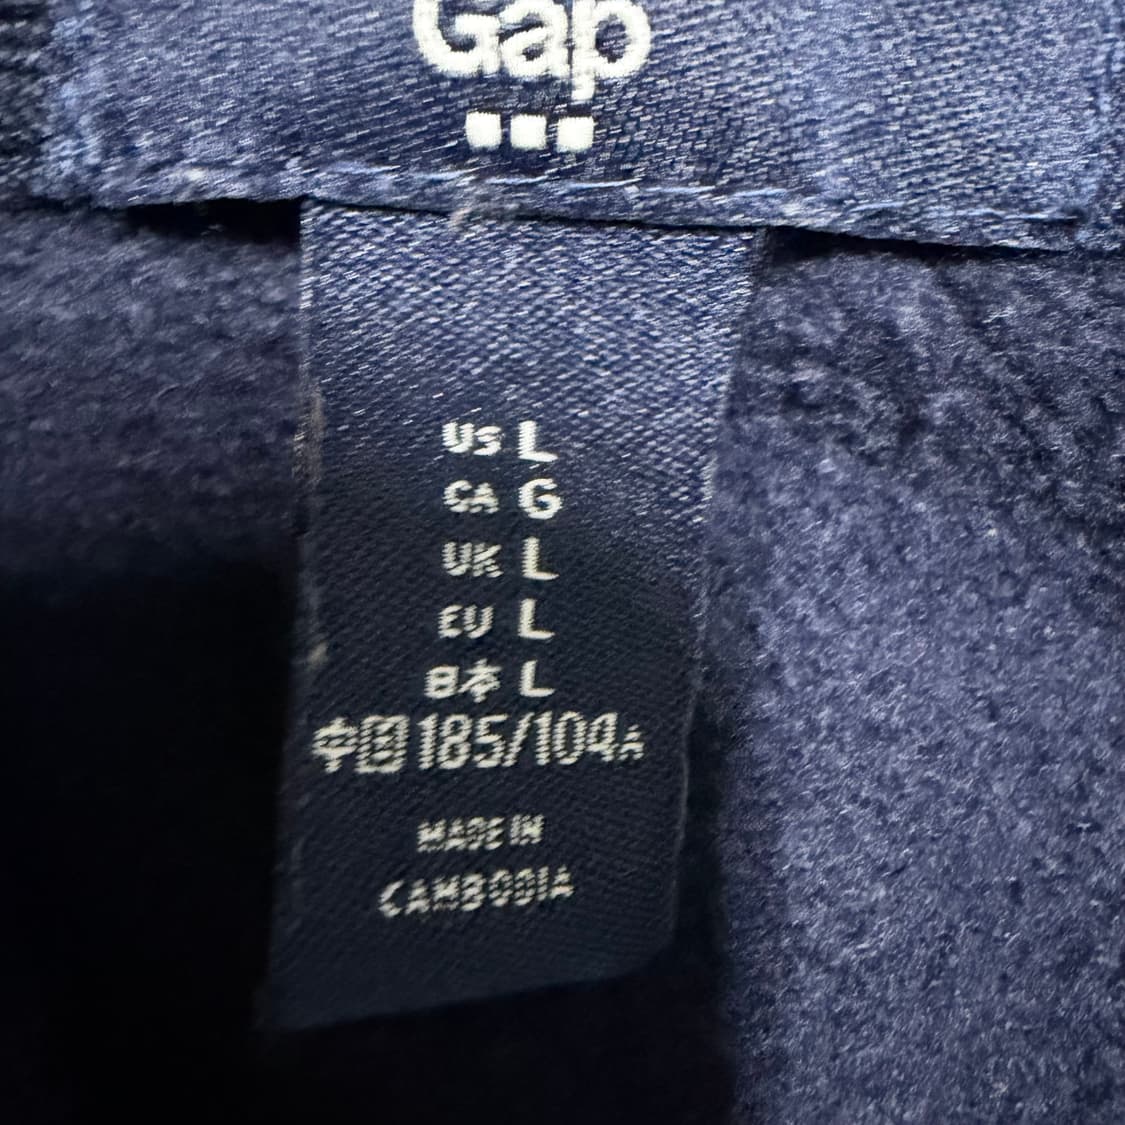 Gap
US L
CA G
UK L
EU L
日本 L
中国 185/104A
MADE IN
CAMBODIA